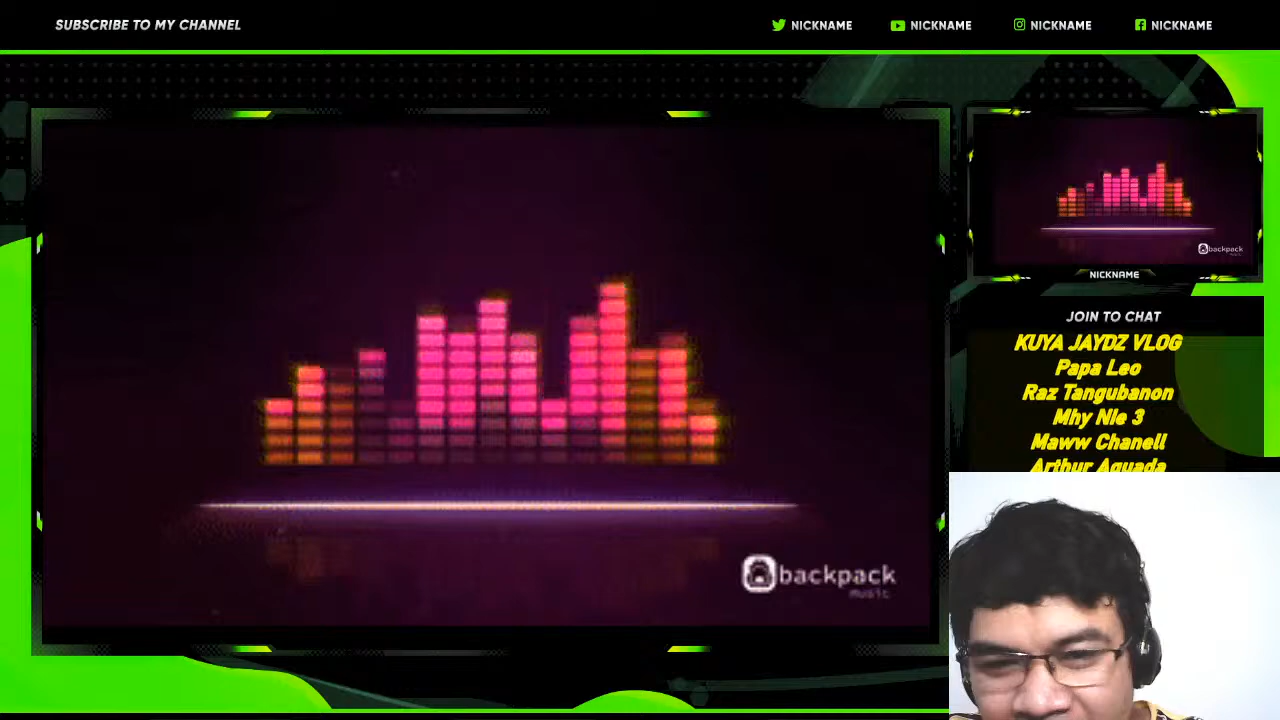 SUBSCRIBE TO MY CHANNEL
NICKNAME
NICKNAME
NICKNAME
NICKNAME
backpack
music
backpack
NICKNAME
JOIN TO CHAT
KUYA JAYDZ VLOG
Papa Leo
Raz Tangubanon
Mhy Nle 3
Maww Chanell
Arthur Aguada